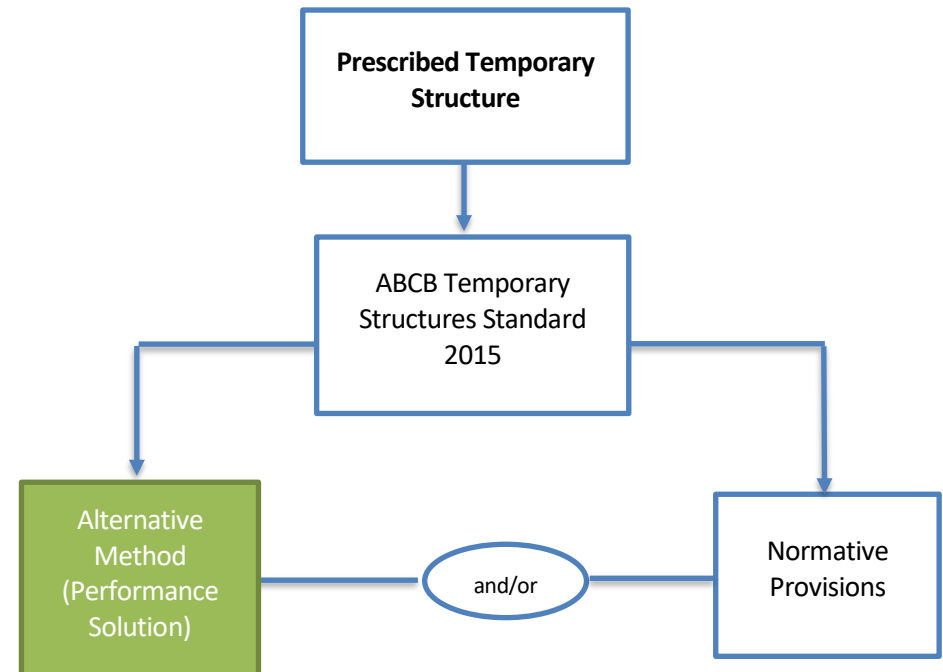 Prescribed Temporary
Structure
ABCB Temporary
Structures Standard
2015
Alternative
Method
(Performance
Solution)
and/or
Normative
Provisions